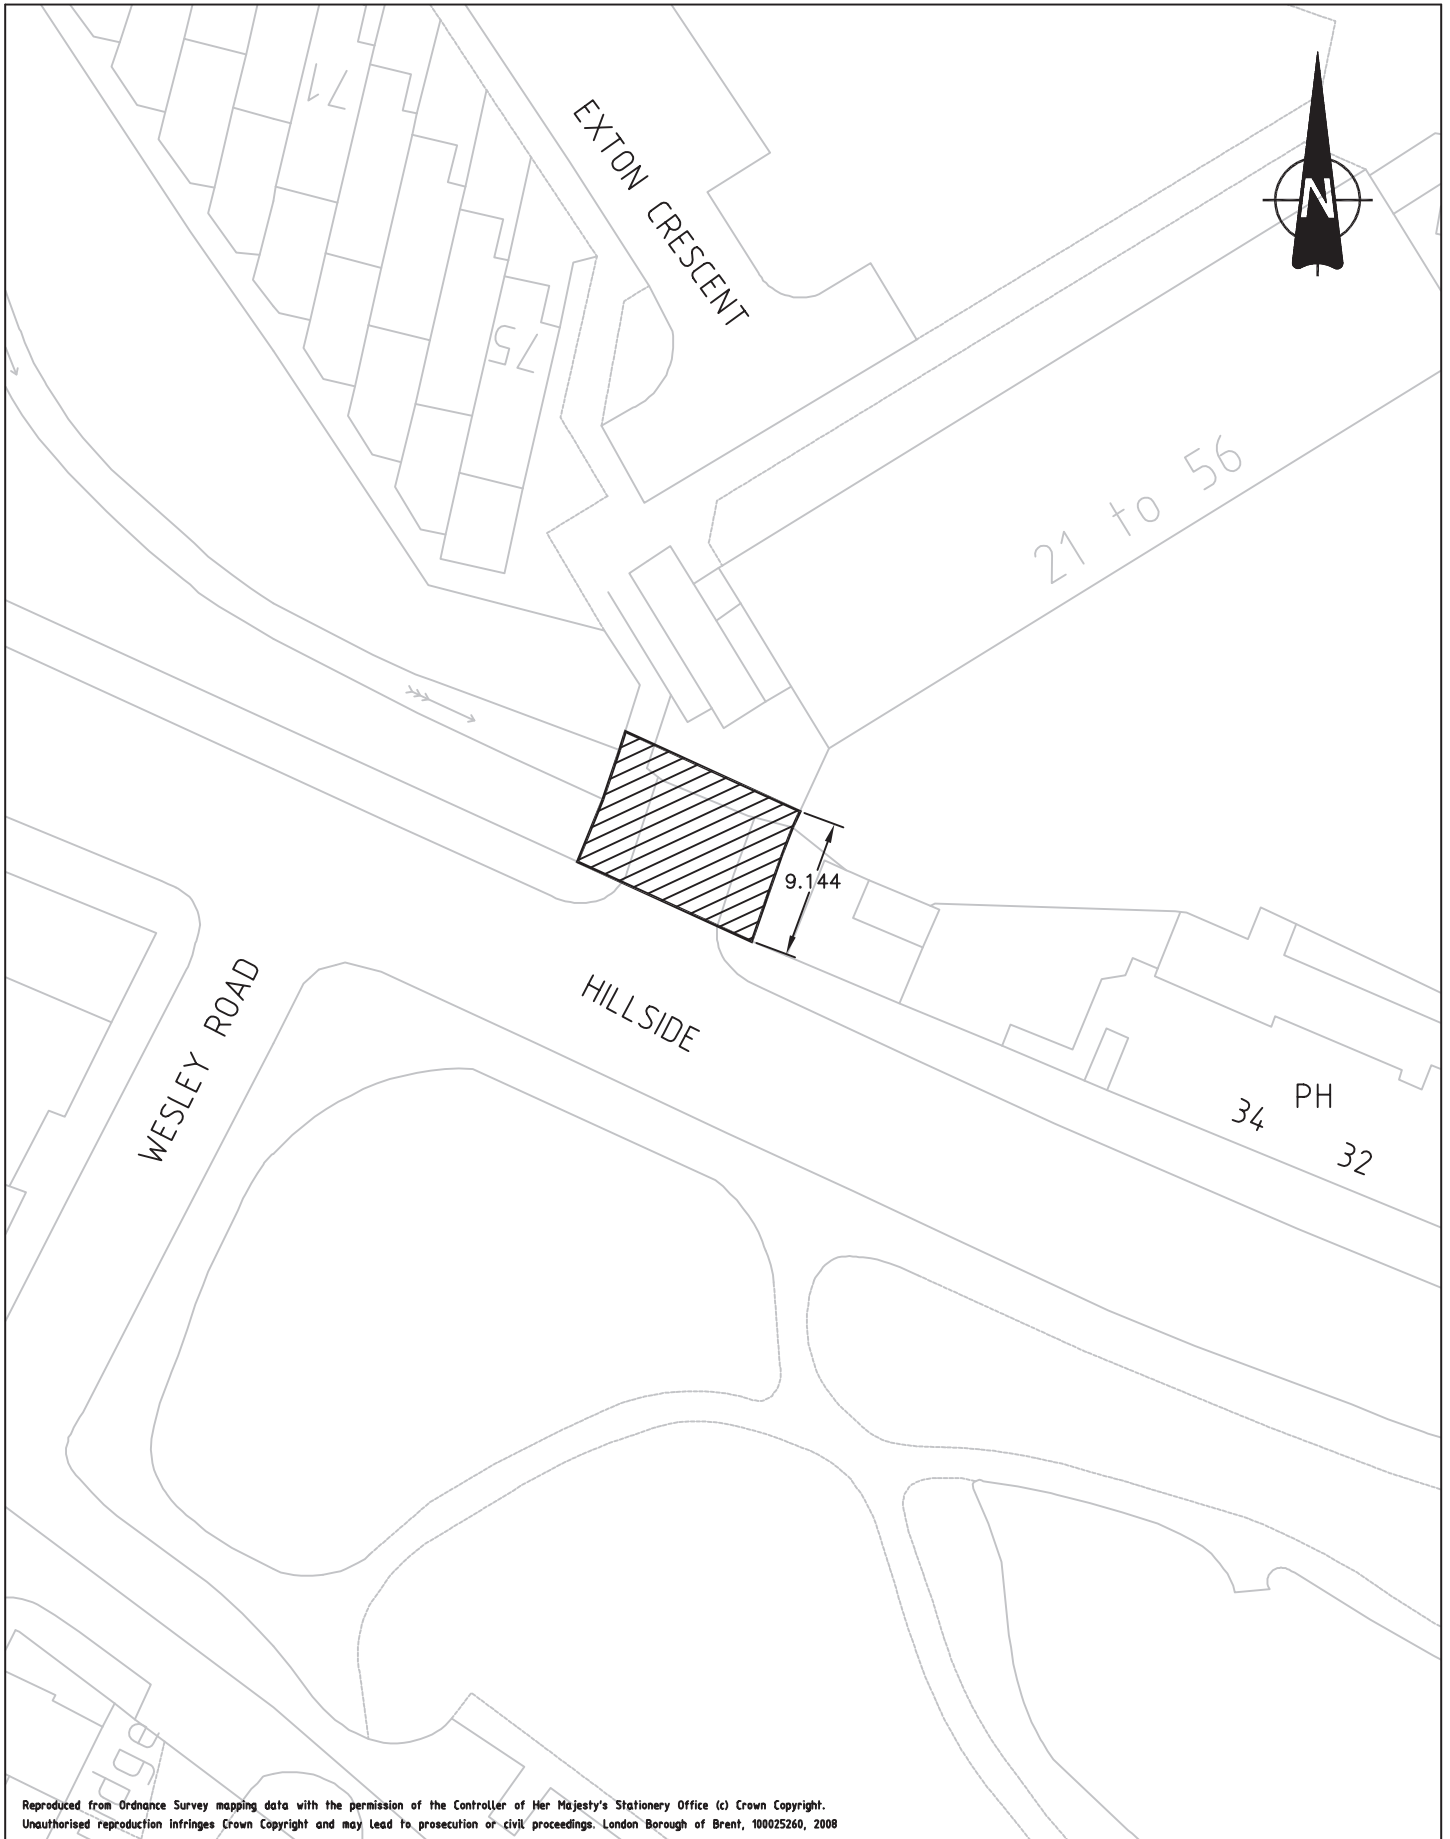 71
EXTON CRESCENT
N
75
21 to 56
9.144
HILLSIDE
WESLEY ROAD
PH
34
32
Reproduced from Ordnance Survey mapping data with the permission of the Controller of Her Majesty's Stationery Office (c) Crown Copyright.
Unauthorised reproduction infringes Crown Copyright and may lead to prosecution or civil proceedings. London Borough of Brent, 100025260, 2008